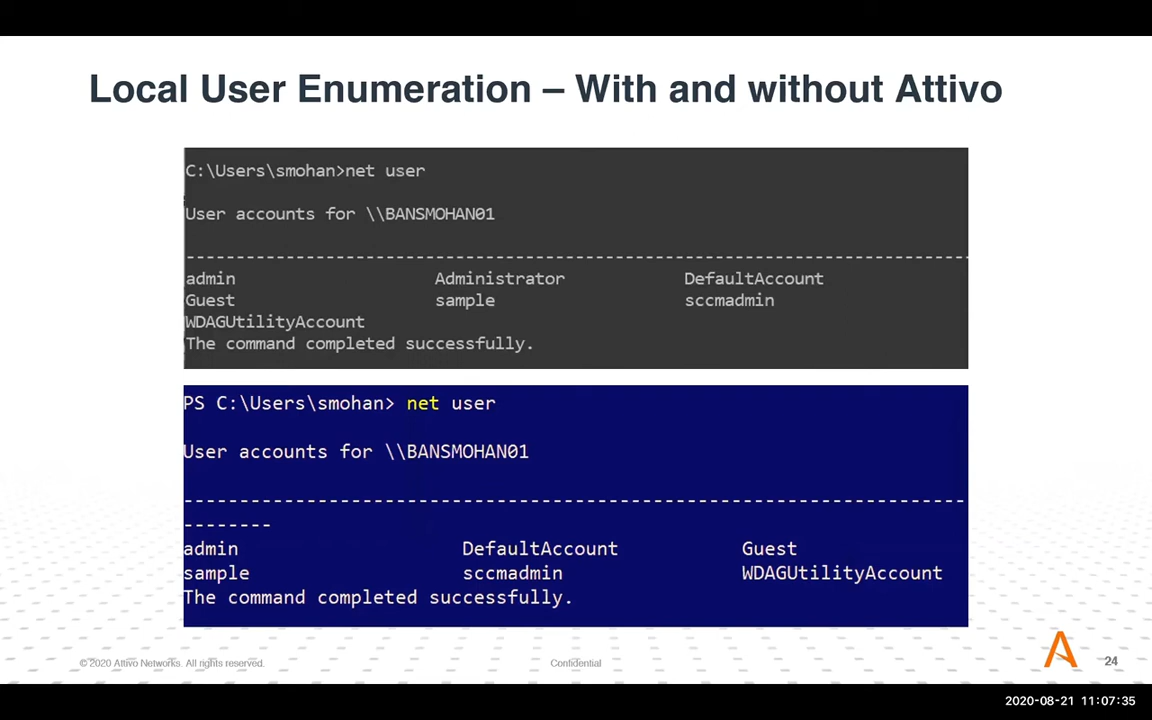 Local User Enumeration – With and without Attivo
C:\Users\smohan>net user
User accounts for \\BANSMOHAN01
-------------------------------------------------------------------------------
admin Administrator DefaultAccount
Guest sample sccmadmin
WDAGUtilityAccount
The command completed successfully.
PS C:\Users\smohan> net user
User accounts for \\BANSMOHAN01
-----------------------------------------------------------------------
--------
admin DefaultAccount Guest
sample sccmadmin WDAGUtilityAccount
The command completed successfully.
© 2020 Attivo Networks. All rights reserved. Confidential 24
2020-08-21 11:07:35